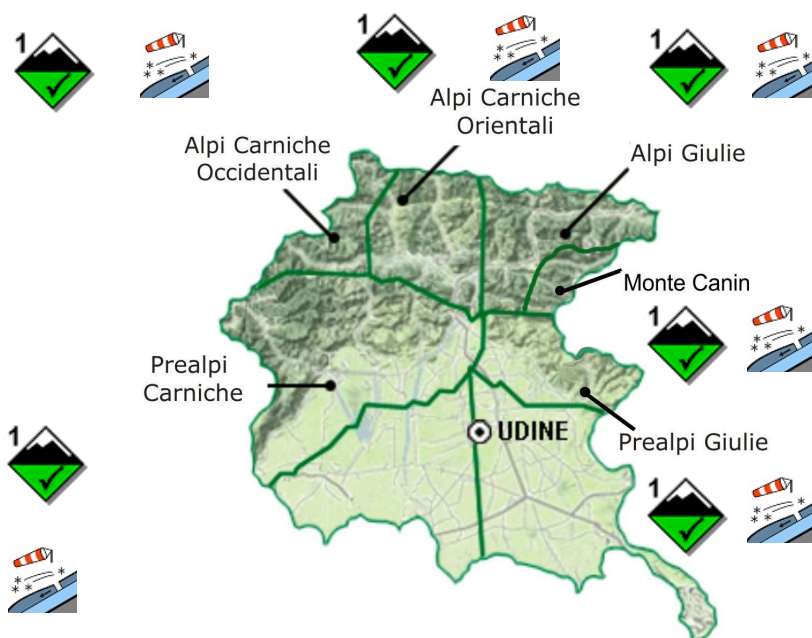 1
1
1
Alpi Carniche
Orientali
Alpi Carniche
Occidentali
Alpi Giulie
Monte Canin
1
Prealpi
Carniche
1
UDINE
Prealpi Giulie
1